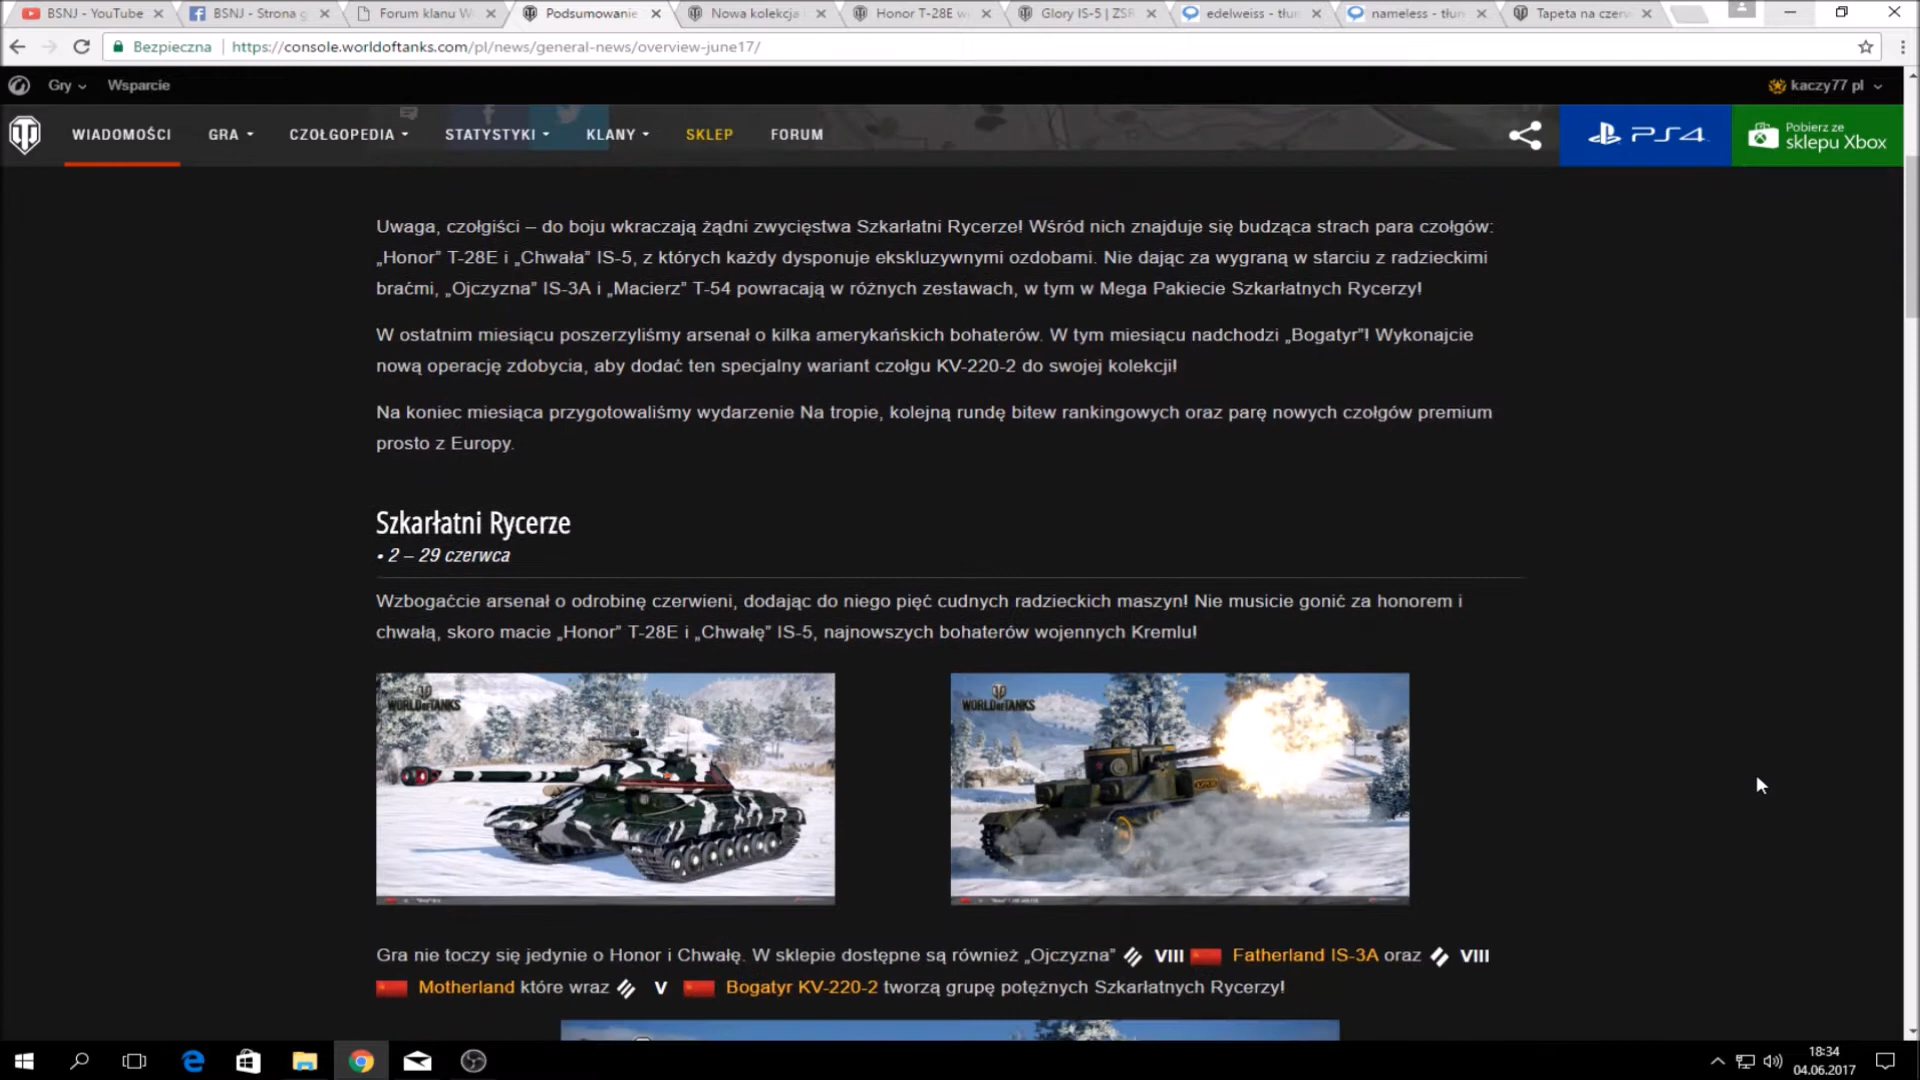 BSNJ - YouTube
BSNJ - Strona g
Forum klanu W
Podsumowanie
Nowa kolekcja
Honor T-28E w
Glory IS-5 | ZSR
edelweiss - tłun
nameless - tłun
Tapeta na czerw
Bezpieczna
https://console.worldoftanks.com/pl/news/general-news/overview-june17/
Gry
Wsparcie
kaczy77 pl
WIADOMOŚCI
GRA
CZOŁGOPEDIA
STATYSTYKI
KLANY
SKLEP
FORUM
PS4
Pobierz ze
sklepu Xbox
Uwaga, czołgiści – do boju wkraczają żądni zwycięstwa Szkarłatni Rycerze! Wśród nich znajduje się budząca strach para czołgów:
„Honor” T-28E i „Chwała” IS-5, z których każdy dysponuje ekskluzywnymi ozdobami. Nie dając za wygraną w starciu z radzieckimi
braćmi, „Ojczyzna” IS-3A i „Macierz” T-54 powracają w różnych zestawach, w tym w Mega Pakiecie Szkarłatnych Rycerzy!
W ostatnim miesiącu poszerzyliśmy arsenał o kilka amerykańskich bohaterów. W tym miesiącu nadchodzi „Bogatyr”! Wykonajcie
nową operację zdobycia, aby dodać ten specjalny wariant czołgu KV-220-2 do swojej kolekcji!
Na koniec miesiąca przygotowaliśmy wydarzenie Na tropie, kolejną rundę bitew rankingowych oraz parę nowych czołgów premium
prosto z Europy.
Szkarłatni Rycerze
• 2 – 29 czerwca
Wzbogaćcie arsenał o odrobinę czerwieni, dodając do niego pięć cudnych radzieckich maszyn! Nie musicie gonić za honorem i
chwałą, skoro macie „Honor” T-28E i „Chwałę” IS-5, najnowszych bohaterów wojennych Kremlu!
WORLD OF TANKS
WORLD OF TANKS
Gra nie toczy się jedynie o Honor i Chwałę. W sklepie dostępne są również „Ojczyzna” VIII Fatherland IS-3A oraz VIII
Motherland które wraz V Bogatyr KV-220-2 tworzą grupę potężnych Szkarłatnych Rycerzy!
18:34
04.06.2017